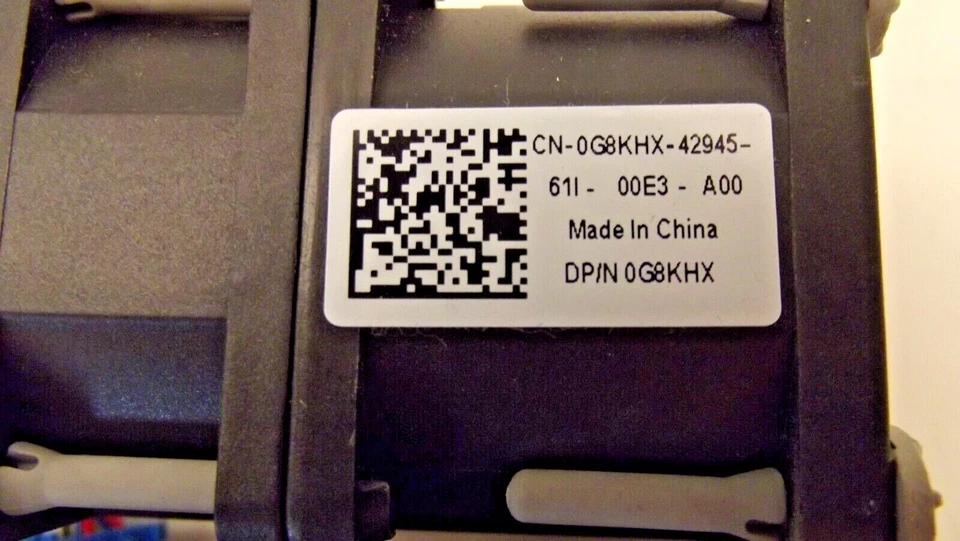 CN-0G8KHX-42945-
61I - 00E3 - A00
Made In China
DP/N 0G8KHX